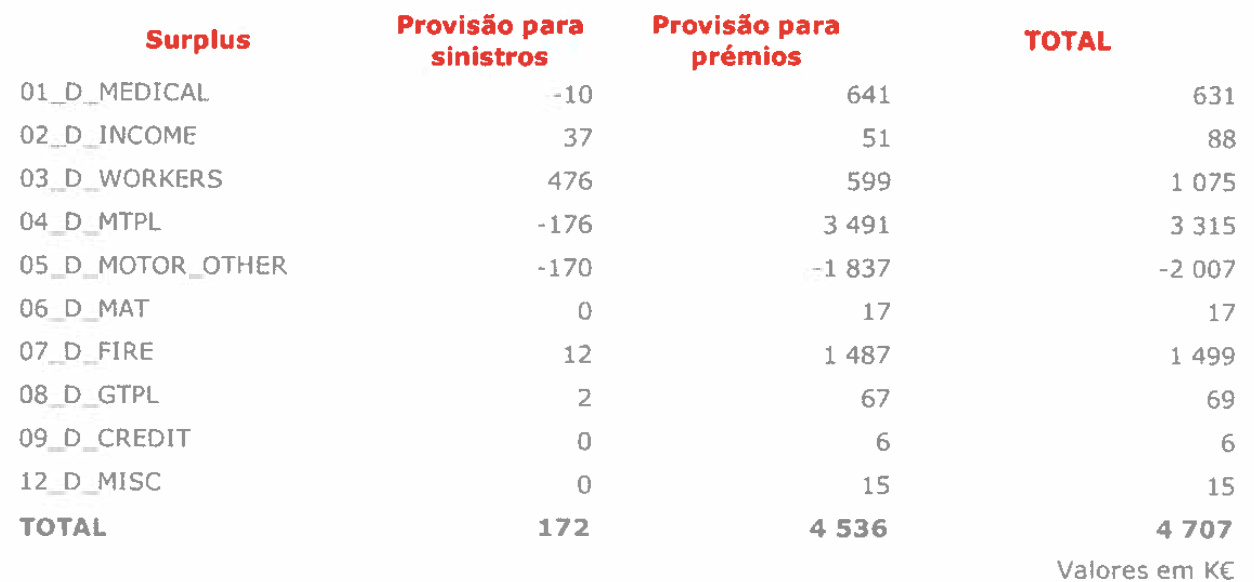 Surplus Provisão para sinistros Provisão para prémios TOTAL
01_D_MEDICAL -10 641 631
02_D_INCOME 37 51 88
03_D_WORKERS 476 599 1 075
04_D_MTPL -176 3 491 3 315
05_D_MOTOR_OTHER -170 -1 837 -2 007
06_D_MAT 0 17 17
07_D_FIRE 12 1 487 1 499
08_D_GTPL 2 67 69
09_D_CREDIT 0 6 6
12_D_MISC 0 15 15
TOTAL 172 4 536 4 707
Valores em K€